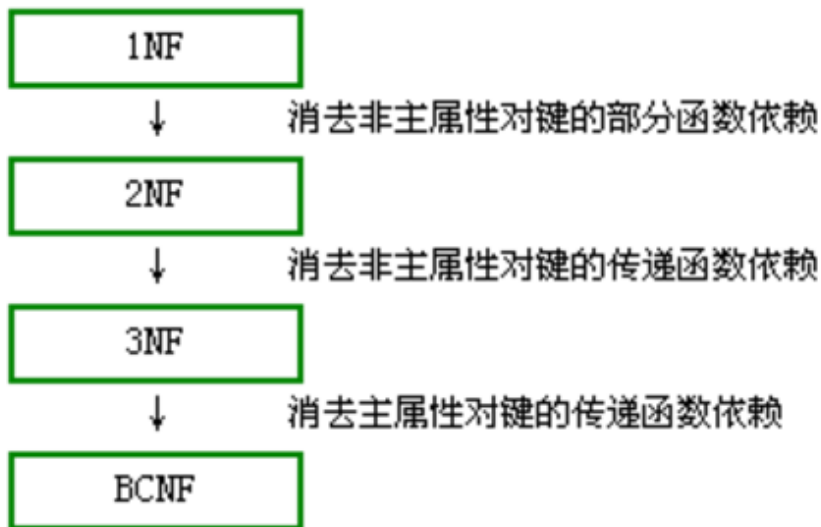 1NF
↓ 消去非主属性对键的部分函数依赖
2NF
↓ 消去非主属性对键的传递函数依赖
3NF
↓ 消去主属性对键的传递函数依赖
BCNF